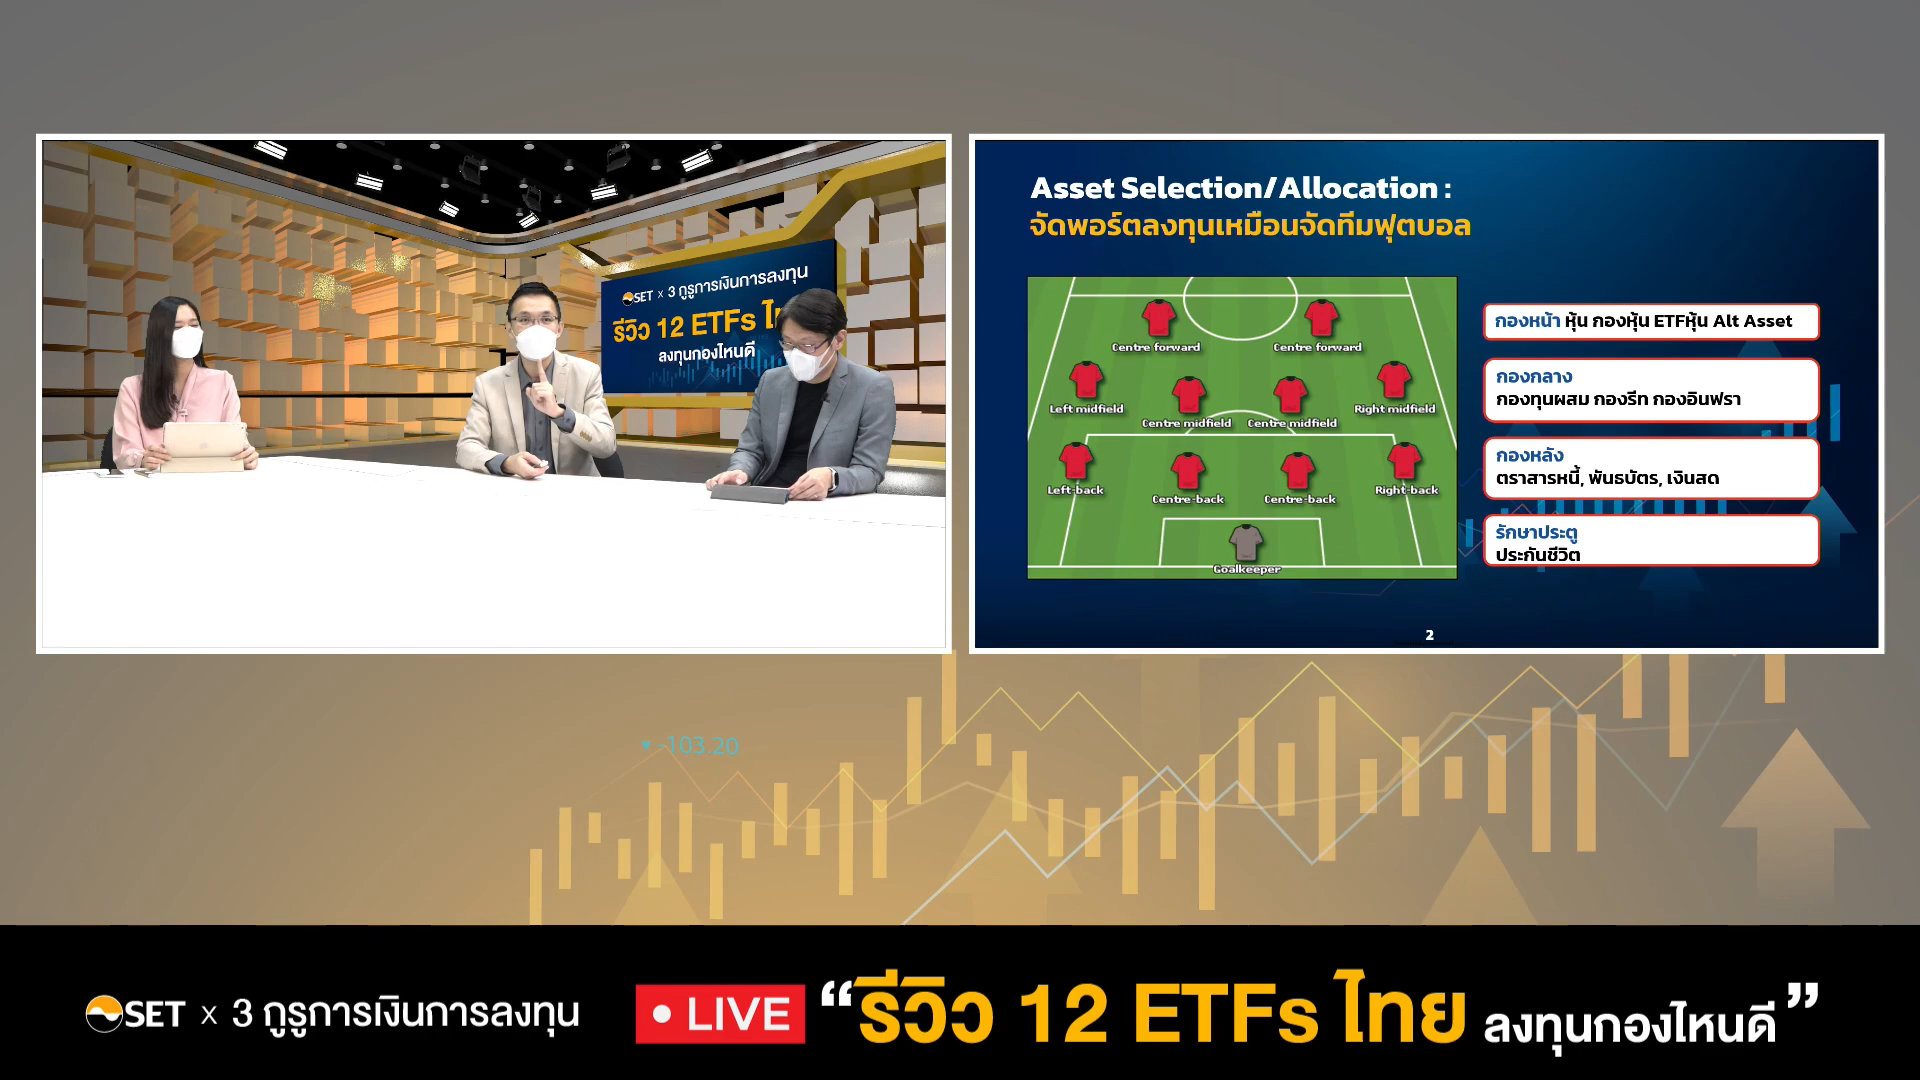 SET x 3 กูรูการเงินการลงทุน
รีวิว 12 ETFs ไ
ลงทุนกองไหนดี
Asset Selection/Allocation :
จัดพอร์ตลงทุนเหมือนจัดทีมฟุตบอล
Centre forward
Centre forward
Left midfield
Centre midfield
Centre midfield
Right midfield
Left-back
Centre-back
Centre-back
Right-back
Goalkeeper
กองหน้า หุ้น กองหุ้น ETFหุ้น Alt Asset
กองกลาง
กองทุนผสม กองรีท กองอินฟรา
กองหลัง
ตราสารหนี้, พันธบัตร, เงินสด
รักษาประตู
ประกันชีวิต
2
-103.20
SET x 3 กูรูการเงินการลงทุน
LIVE
“รีวิว 12 ETFs ไทย ลงทุนกองไหนดี”